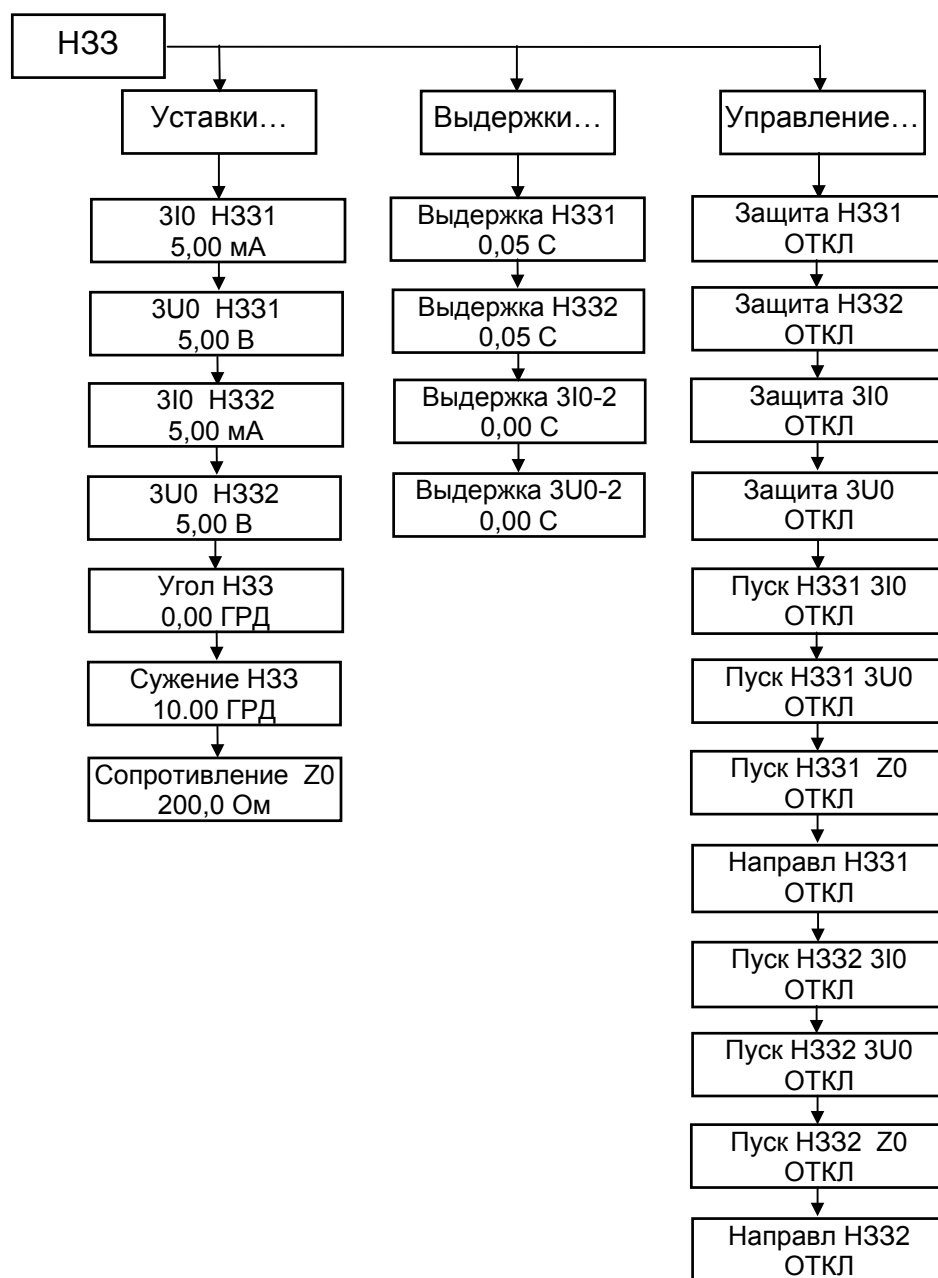 НЗЗ
Уставки…
3I0 НЗЗ1
5,00 мА
3U0 НЗЗ1
5,00 В
3I0 НЗЗ2
5,00 мА
3U0 НЗЗ2
5,00 В
Угол НЗЗ
0,00 ГРД
Сужение НЗЗ
10.00 ГРД
Сопротивление Z0
200,0 Ом
Выдержки…
Выдержка НЗЗ1
0,05 С
Выдержка НЗЗ2
0,05 С
Выдержка 3I0-2
0,00 С
Выдержка 3U0-2
0,00 С
Управление…
Защита НЗЗ1
ОТКЛ
Защита НЗЗ2
ОТКЛ
Защита 3I0
ОТКЛ
Защита 3U0
ОТКЛ
Пуск НЗЗ1 3I0
ОТКЛ
Пуск НЗЗ1 3U0
ОТКЛ
Пуск НЗЗ1 Z0
ОТКЛ
Направл НЗЗ1
ОТКЛ
Пуск НЗЗ2 3I0
ОТКЛ
Пуск НЗЗ2 3U0
ОТКЛ
Пуск НЗЗ2 Z0
ОТКЛ
Направл НЗЗ2
ОТКЛ